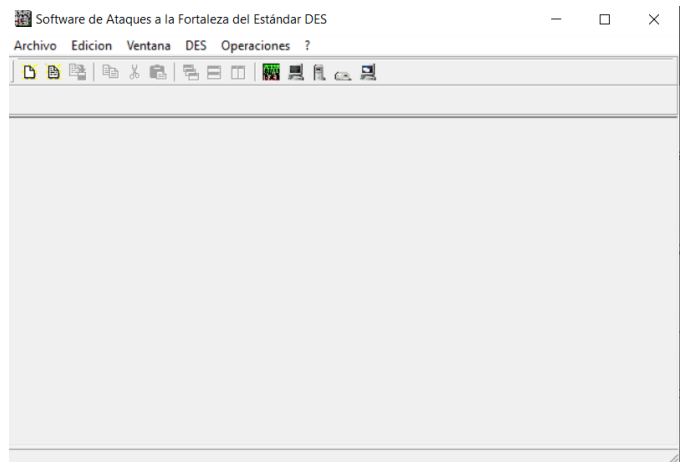 Software de Ataques a la Fortaleza del Estándar DES
Archivo Edicion Ventana DES Operaciones ?